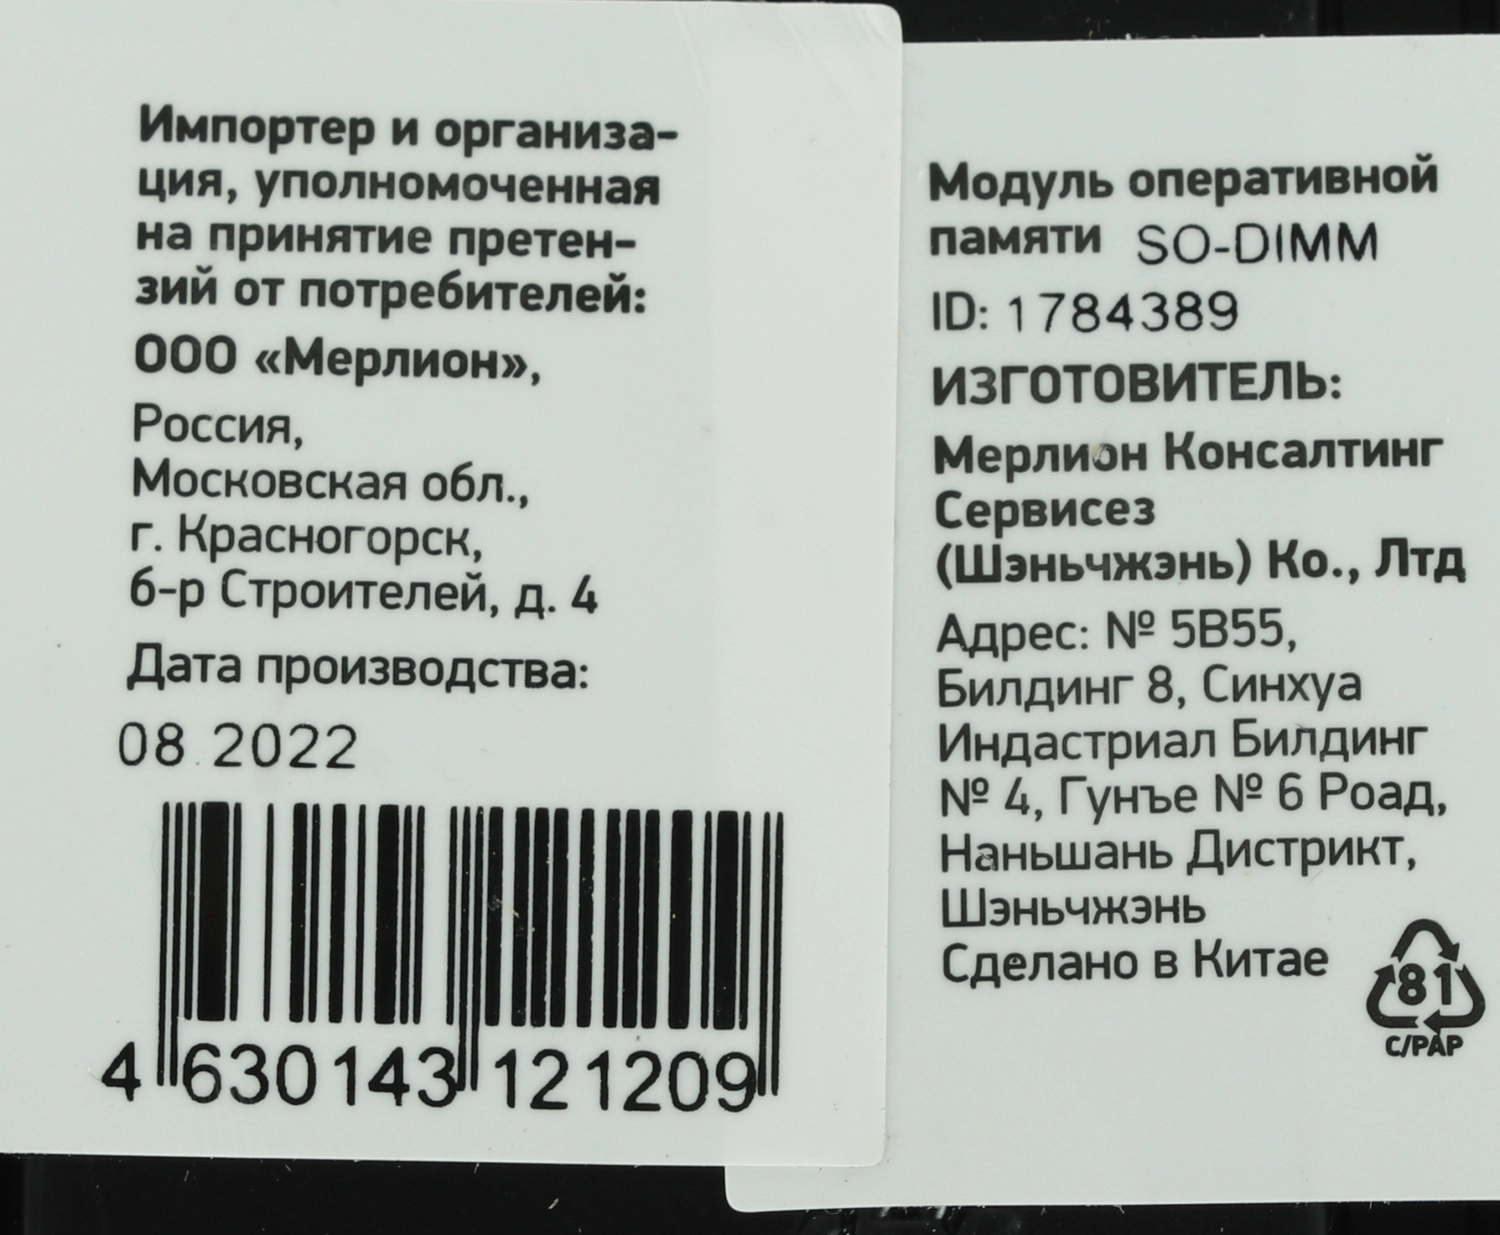 Импортер и организа-
ция, уполномоченная
на принятие претен-
зий от потребителей:
ООО «Мерлион»,
Россия,
Московская обл.,
г. Красногорск,
б-р Строителей, д. 4
Дата производства:
08.2022
4 630143 121209
Модуль оперативной
памяти SO-DIMM
ID: 1784389
ИЗГОТОВИТЕЛЬ:
Мерлион Консалтинг
Сервисез
(Шэньчжэнь) Ко., Лтд
Адрес: № 5В55,
Билдинг 8, Синхуа
Индастриал Билдинг
№ 4, Гунъе № 6 Роад,
Наньшань Дистрикт,
Шэньчжэнь
Сделано в Китае
81
C/PAP